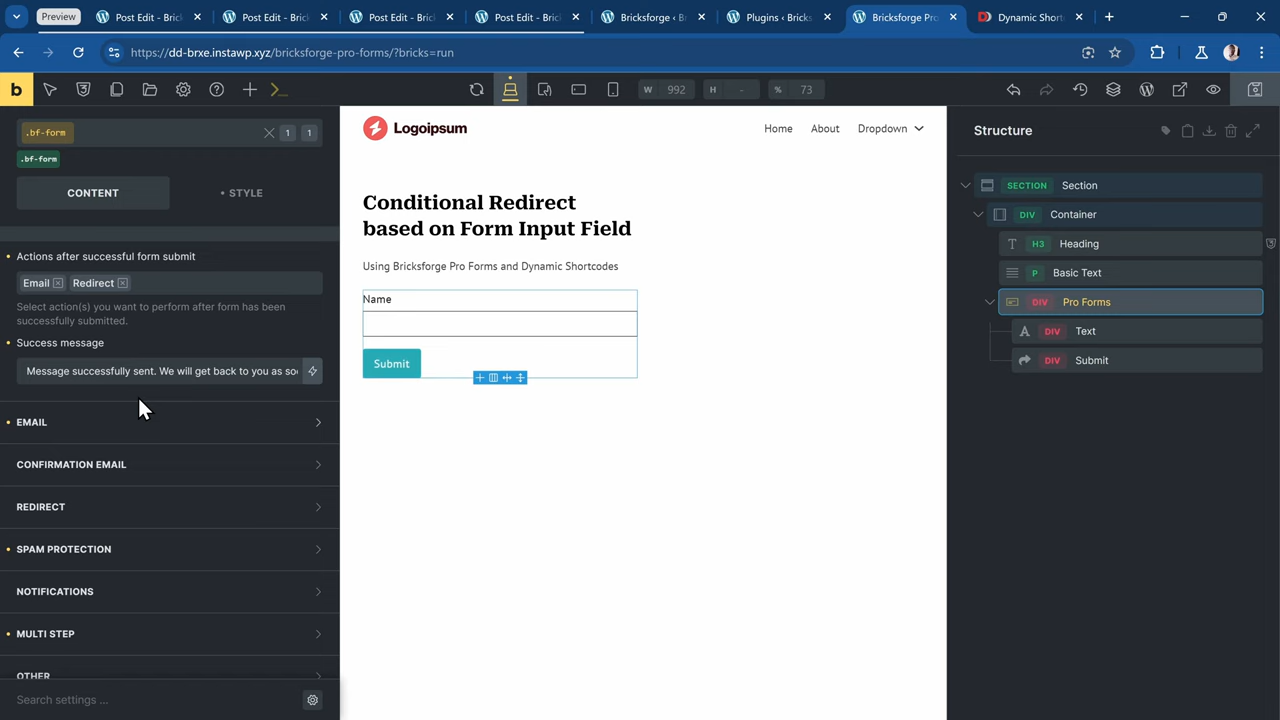 Preview
Post Edit - Bric
Post Edit - Bric
Post Edit - Bric
Post Edit - Bric
Bricksforge ‹ B
Plugins ‹ Bricks
Bricksforge Pro
Dynamic Short
https://dd-brxe.instawp.xyz/bricksforge-pro-forms/?bricks=run
b
W 992
H -
% 73
.bf-form
1
1
.bf-form
CONTENT
STYLE
Actions after successful form submit
Email
Redirect
Select action(s) you want to perform after form has been
successfully submitted.
Success message
Message successfully sent. We will get back to you as so
EMAIL
CONFIRMATION EMAIL
REDIRECT
SPAM PROTECTION
NOTIFICATIONS
MULTI STEP
OTHER
Search settings ...
Logoipsum
Home
About
Dropdown
Conditional Redirect
based on Form Input Field
Using Bricksforge Pro Forms and Dynamic Shortcodes
Name
Submit
Structure
SECTION Section
DIV Container
H3 Heading
P Basic Text
DIV Pro Forms
DIV Text
DIV Submit